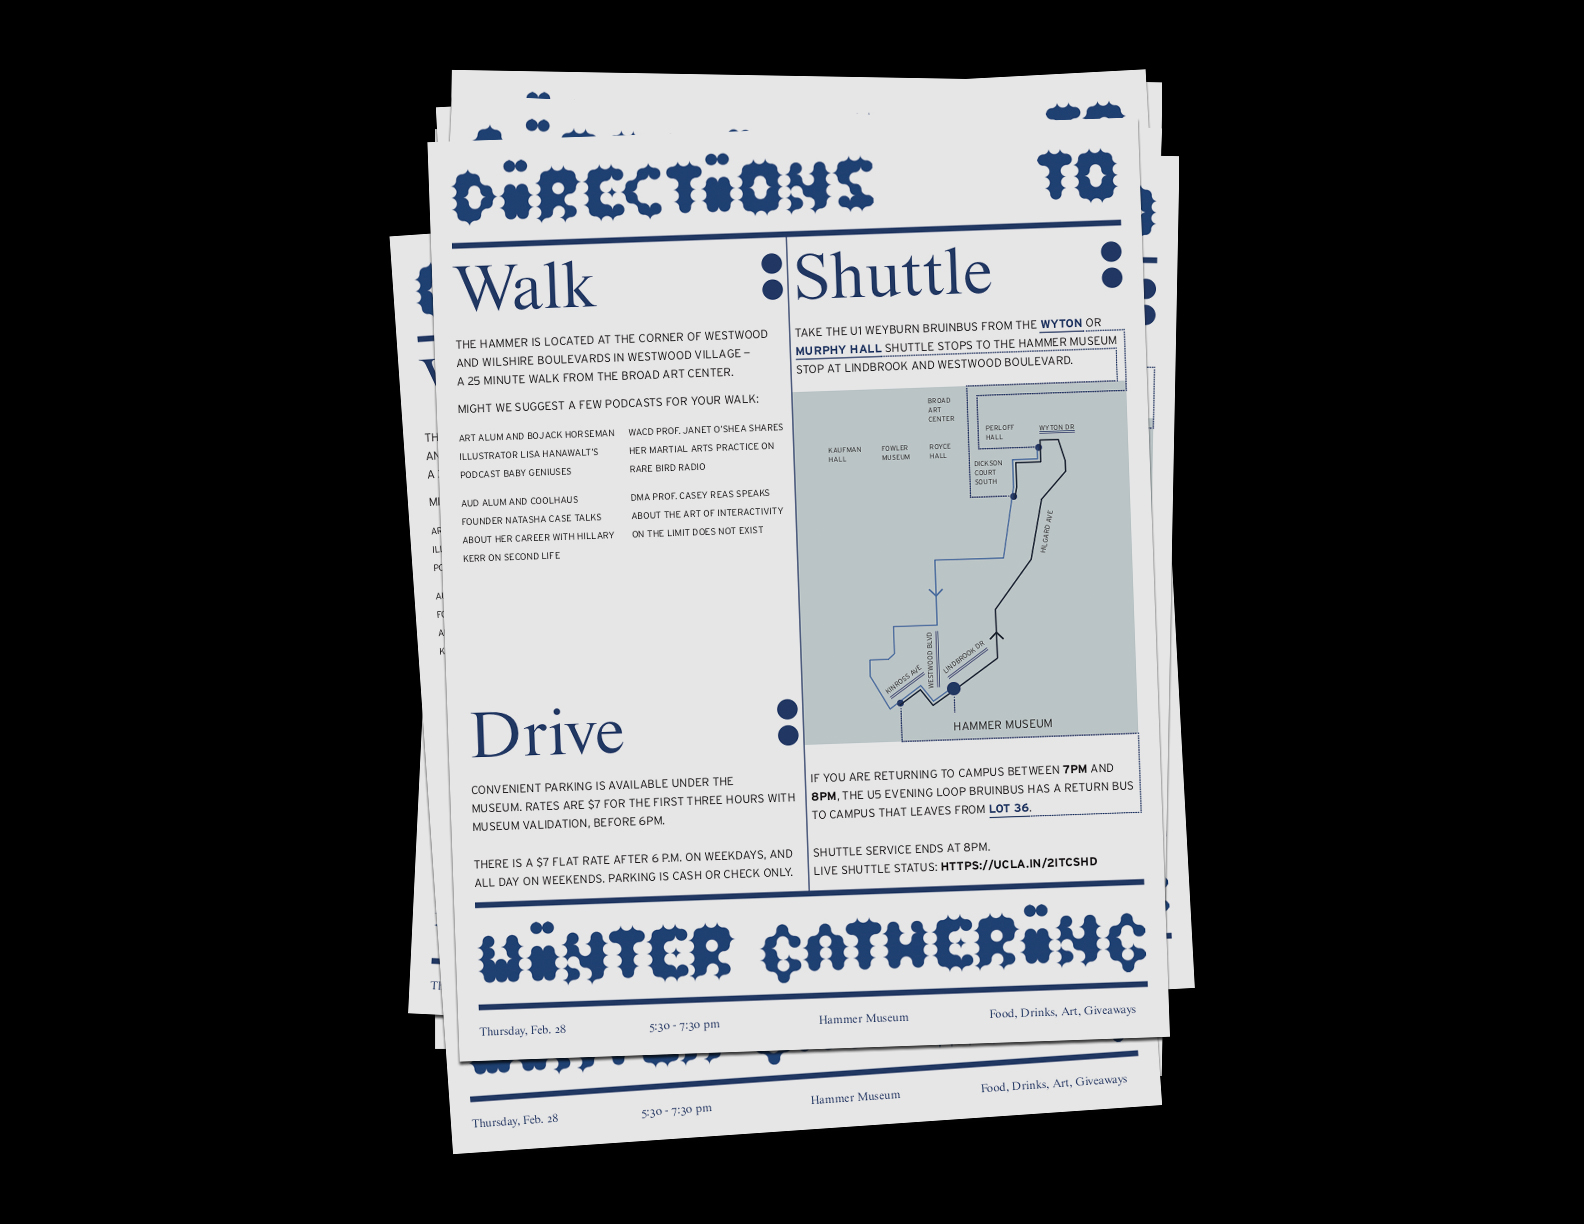 DÏRECTÏONS TO
Walk
THE HAMMER IS LOCATED AT THE CORNER OF WESTWOOD
AND WILSHIRE BOULEVARDS IN WESTWOOD VILLAGE –
A 25 MINUTE WALK FROM THE BROAD ART CENTER.
MIGHT WE SUGGEST A FEW PODCASTS FOR YOUR WALK:
ART ALUM AND BOJACK HORSEMAN
ILLUSTRATOR LISA HANAWALT'S
PODCAST BABY GENIUSES
AUD ALUM AND COOLHAUS
FOUNDER NATASHA CASE TALKS
ABOUT HER CAREER WITH HILLARY
KERR ON SECOND LIFE
WACD PROF. JANET O'SHEA SHARES
HER MARTIAL ARTS PRACTICE ON
RARE BIRD RADIO
DMA PROF. CASEY REAS SPEAKS
ABOUT THE ART OF INTERACTIVITY
ON THE LIMIT DOES NOT EXIST
Drive
CONVENIENT PARKING IS AVAILABLE UNDER THE
MUSEUM. RATES ARE $7 FOR THE FIRST THREE HOURS WITH
MUSEUM VALIDATION, BEFORE 6PM.
THERE IS A $7 FLAT RATE AFTER 6 P.M. ON WEEKDAYS, AND
ALL DAY ON WEEKENDS. PARKING IS CASH OR CHECK ONLY.
Shuttle
TAKE THE U1 WEYBURN BRUINBUS FROM THE WYTON OR
MURPHY HALL SHUTTLE STOPS TO THE HAMMER MUSEUM
STOP AT LINDBROOK AND WESTWOOD BOULEVARD.
BROAD
ART
CENTER
PERLOFF
HALL
WYTON DR
KAUFMAN
HALL
FOWLER
MUSEUM
ROYCE
HALL
DICKSON
COURT
SOUTH
HILGARD AVE
KINROSS AVE
WESTWOOD BLVD
LINDBROOK DR
HAMMER MUSEUM
IF YOU ARE RETURNING TO CAMPUS BETWEEN 7PM AND
8PM, THE U5 EVENING LOOP BRUINBUS HAS A RETURN BUS
TO CAMPUS THAT LEAVES FROM LOT 36.
SHUTTLE SERVICE ENDS AT 8PM.
LIVE SHUTTLE STATUS: HTTPS://UCLA.IN/2ITCSHD
WÏNTER GATHERÏNG
Thursday, Feb. 28 5:30 - 7:30 pm Hammer Museum Food, Drinks, Art, Giveaways
Thursday, Feb. 28 5:30 - 7:30 pm Hammer Museum Food, Drinks, Art, Giveaways